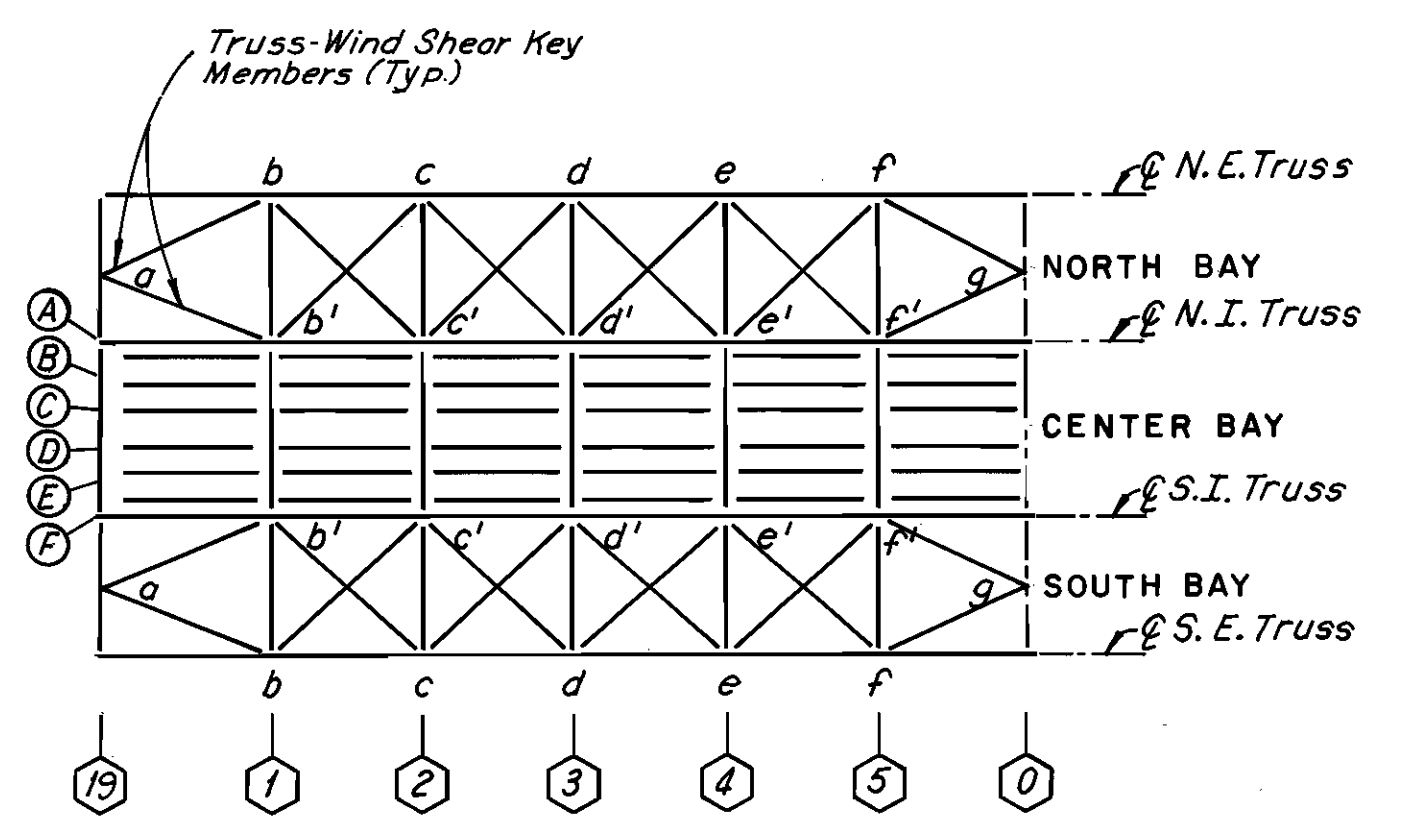 Truss-Wind Shear Key
Members (Typ.)
b c d e f
℄ N.E. Truss
a g
NORTH BAY
b' c' d' e' f'
℄ N.I. Truss
A
B
C
D
E
F
CENTER BAY
℄ S.I. Truss
b' c' d' e' f'
a g
SOUTH BAY
℄ S.E. Truss
b c d e f
19 1 2 3 4 5 0